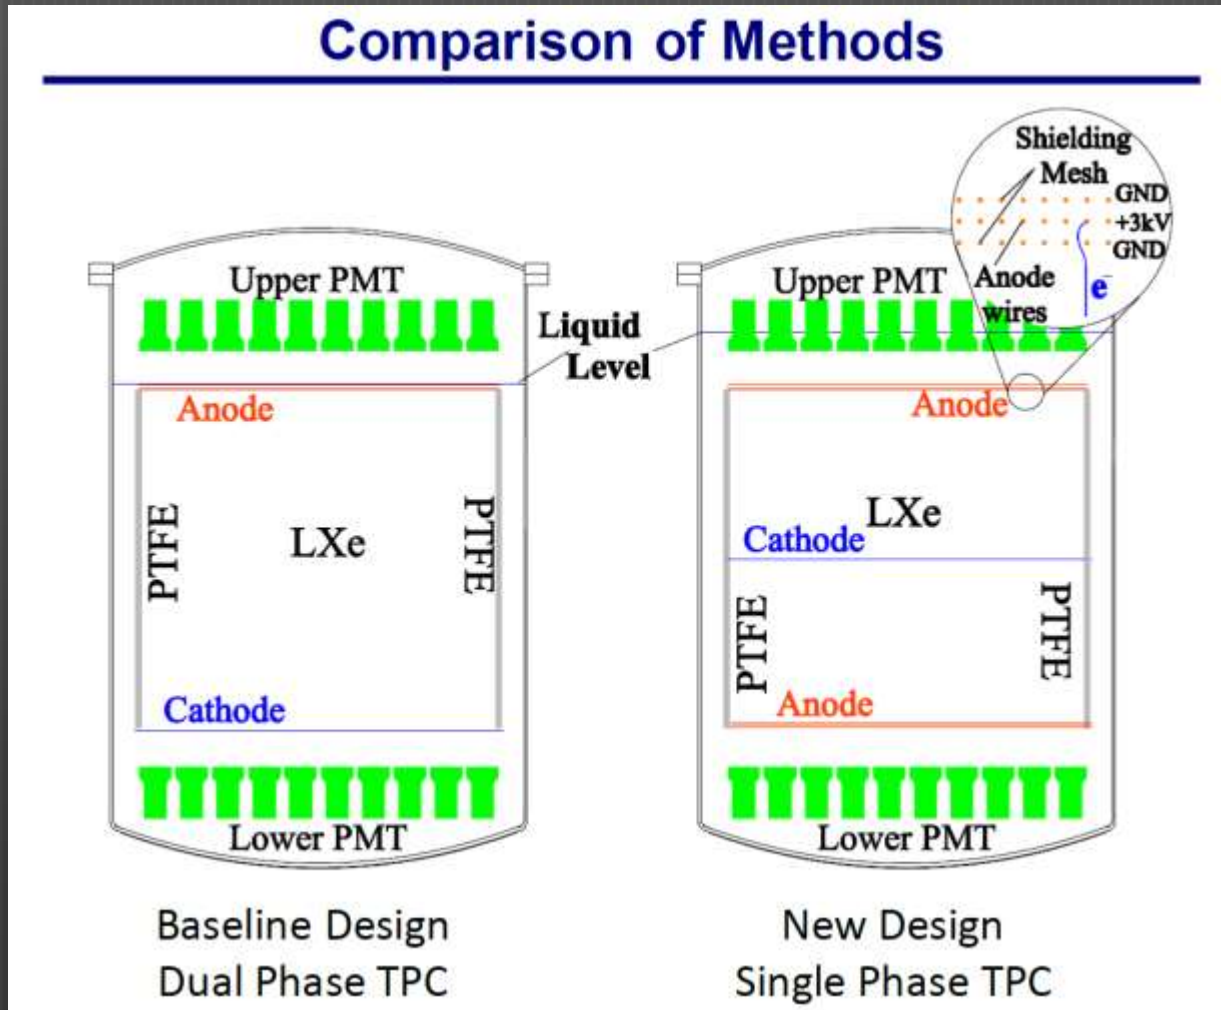 Comparison of Methods
Upper PMT
Liquid
Level
Anode
PTFE
LXe
PTFE
Cathode
Lower PMT
Baseline Design
Dual Phase TPC
Shielding
Mesh
GND
+3kV
GND
Anode
wires
e⁻
Upper PMT
Anode
LXe
Cathode
PTFE
PTFE
Anode
Lower PMT
New Design
Single Phase TPC